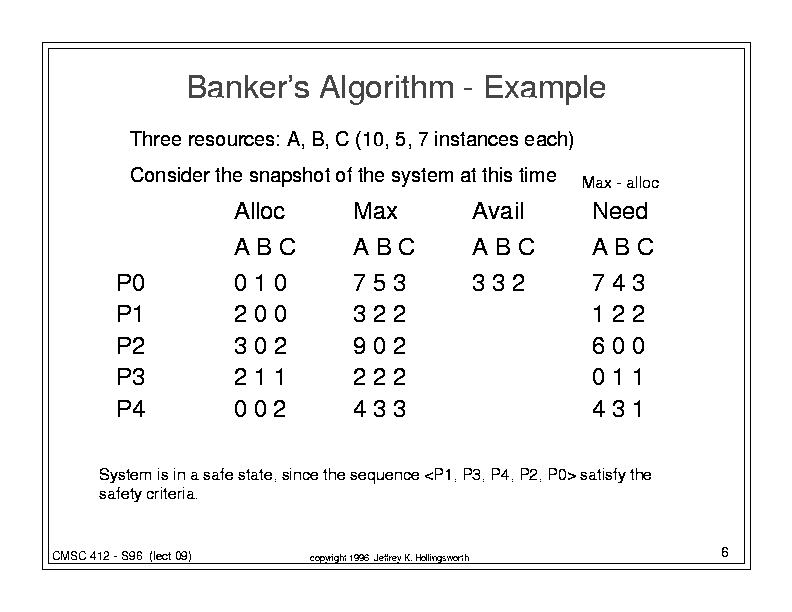 Banker's Algorithm - Example
Three resources: A, B, C (10, 5, 7 instances each)
Consider the snapshot of the system at this time Max - alloc
Alloc Max Avail Need
A B C A B C A B C A B C
P0 0 1 0 7 5 3 3 3 2 7 4 3
P1 2 0 0 3 2 2 1 2 2
P2 3 0 2 9 0 2 6 0 0
P3 2 1 1 2 2 2 0 1 1
P4 0 0 2 4 3 3 4 3 1
System is in a safe state, since the sequence <P1, P3, P4, P2, P0> satisfy the
safety criteria.
CMSC 412 - S96 (lect 09) copyright 1996 Jeffrey K. Hollingsworth 6